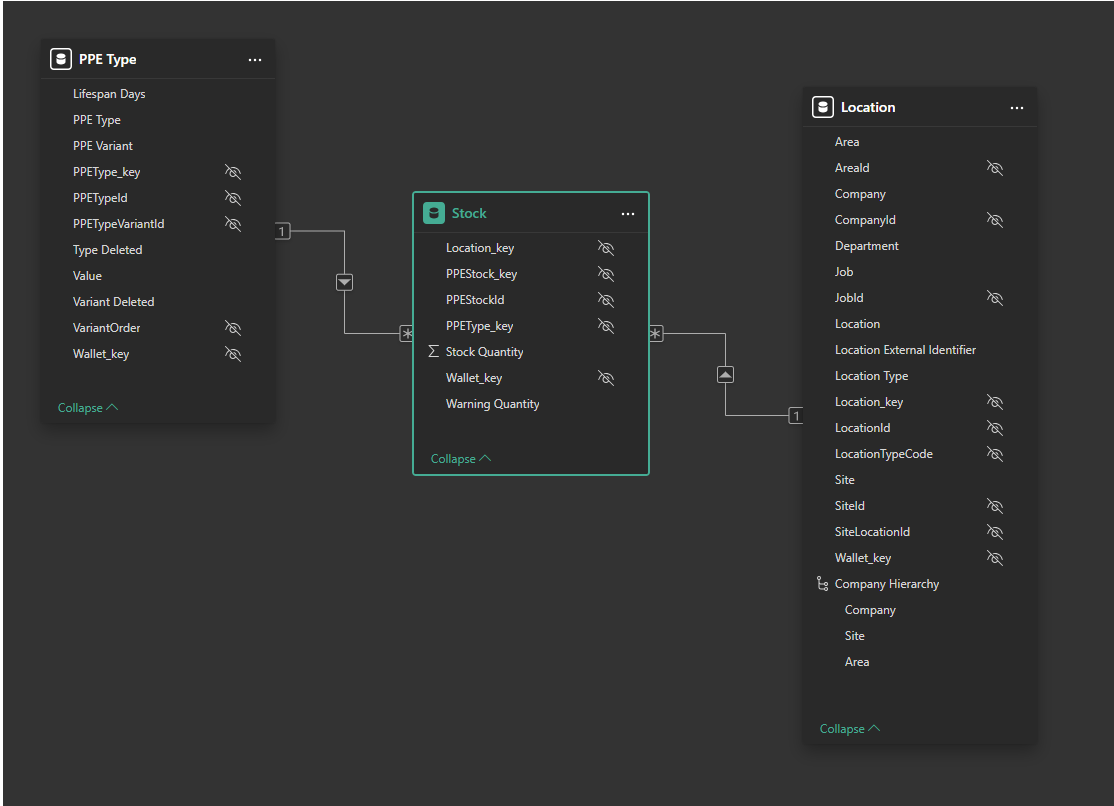 PPE Type
Lifespan Days
PPE Type
PPE Variant
PPEType_key
PPETypeId
PPETypeVariantId
Type Deleted
Value
Variant Deleted
VariantOrder
Wallet_key
Collapse
1
*
Stock
Location_key
PPEStock_key
PPEStockId
PPEType_key
Stock Quantity
Wallet_key
Warning Quantity
Collapse
*
1
Location
Area
AreaId
Company
CompanyId
Department
Job
JobId
Location
Location External Identifier
Location Type
Location_key
LocationId
LocationTypeCode
Site
SiteId
SiteLocationId
Wallet_key
Company Hierarchy
Company
Site
Area
Collapse